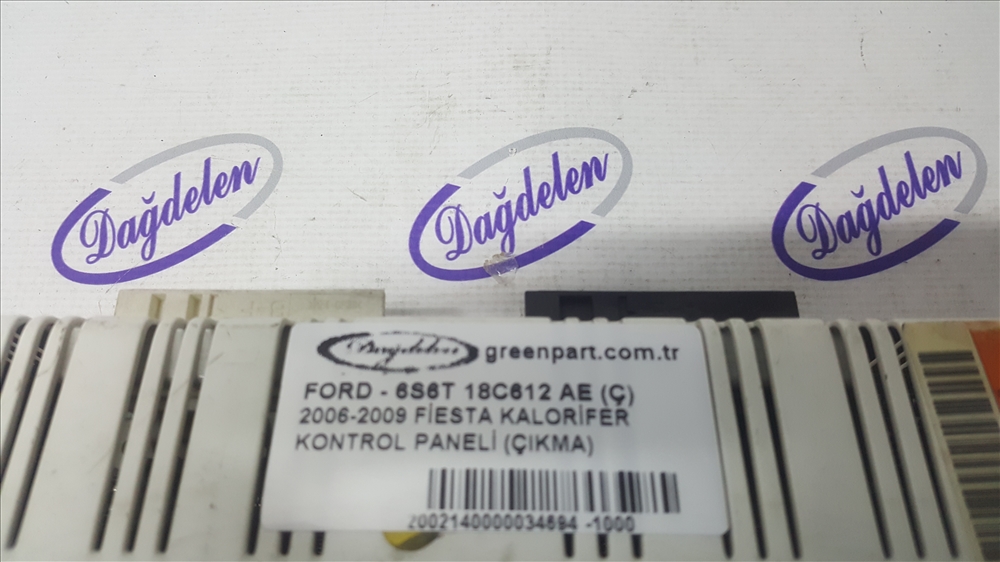 Dağdelen
Dağdelen
Dağdelen
Dağdelen greenpart.com.tr
FORD - 6S6T 18C612 AE (Ç)
2006-2009 FİESTA KALORİFER
KONTROL PANELİ (ÇIKMA)
2002140000034694 -1000